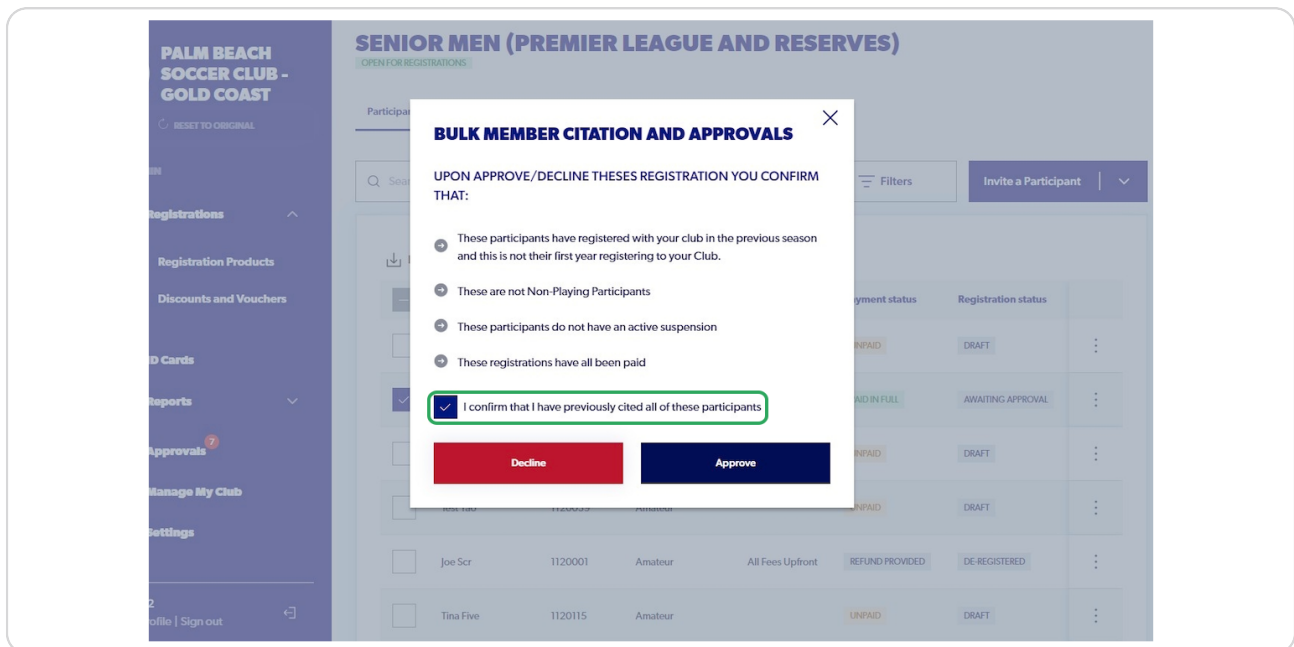 PALM BEACH
SOCCER CLUB -
GOLD COAST
RESET TO ORIGINAL
Registrations
Registration Products
Discounts and Vouchers
ID Cards
Reports
Approvals
7
Manage My Club
Settings
Profile | Sign out
SENIOR MEN (PREMIER LEAGUE AND RESERVES)
OPEN FOR REGISTRATIONS
Filters
Invite a Participant
BULK MEMBER CITATION AND APPROVALS
UPON APPROVE/DECLINE THESES REGISTRATION YOU CONFIRM
THAT:
These participants have registered with your club in the previous season
and this is not their first year registering to your Club.
These are not Non-Playing Participants
These participants do not have an active suspension
These registrations have all been paid
I confirm that I have previously cited all of these participants
Decline
Approve
Registration status
UNPAID DRAFT
PAID IN FULL AWAITING APPROVAL
UNPAID DRAFT
UNPAID DRAFT
Joe Scr 1120001 Amateur All Fees Upfront REFUND PROVIDED DE-REGISTERED
Tina Five 1120115 Amateur UNPAID DRAFT